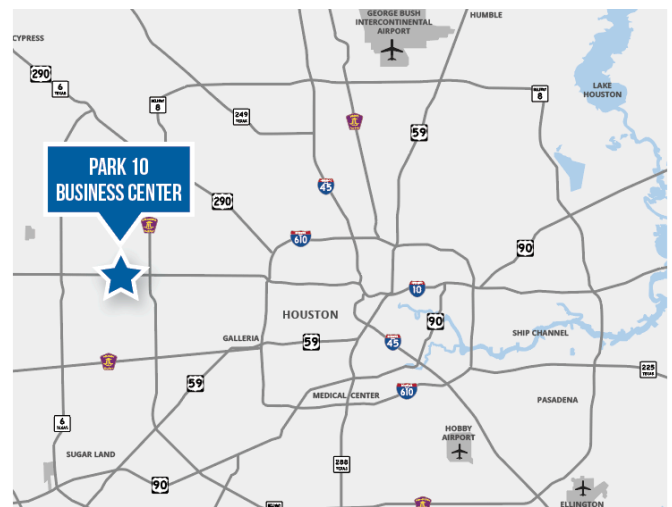 GEORGE BUSH
INTERCONTINENTAL
AIRPORT
HUMBLE
CYPRESS
290
6
TEXAS
8
249
TEXAS
59
8
LAKE
HOUSTON
PARK 10
BUSINESS CENTER
45
290
610
90
10
HOUSTON
90
SHIP CHANNEL
GALLERIA
59
45
59
225
TEXAS
MEDICAL CENTER
610
PASADENA
6
TEXAS
HOBBY
AIRPORT
SUGAR LAND
288
TEXAS
90
ELLINGTON